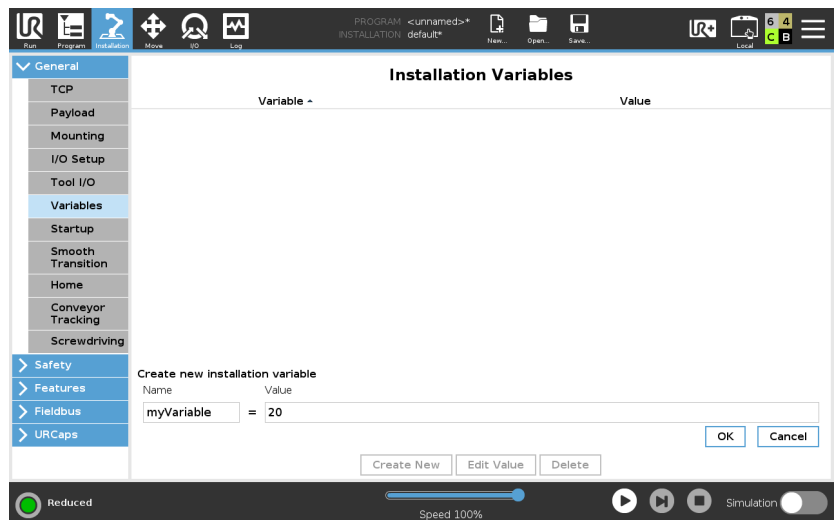 PROGRAM <unnamed>*
INSTALLATION default*
Run Program Installation Move I/O Log New... Open... Save... UR+ Local 6 4 C B
General
TCP
Payload
Mounting
I/O Setup
Tool I/O
Variables
Startup
Smooth
Transition
Home
Conveyor
Tracking
Screwdriving
Safety
Features
Fieldbus
URCaps
Installation Variables
Variable Value
Create new installation variable
Name Value
myVariable = 20
OK Cancel
Create New Edit Value Delete
Reduced
Speed 100%
Simulation